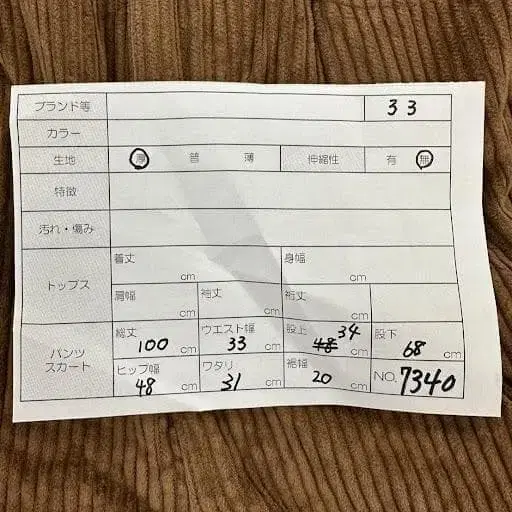 ブランド等 33
カラー
生地 厚 普 薄 伸縮性 有 無
特徴
汚れ・傷み
トップス 着丈 cm 身幅 cm
肩幅 cm 袖丈 cm 裄丈 cm cm
パンツ スカート 総丈 100 cm ウエスト幅 33 cm 股上 48 34 cm 股下 68 cm
ヒップ幅 48 cm ワタリ 31 cm 裾幅 20 cm NO. 7340